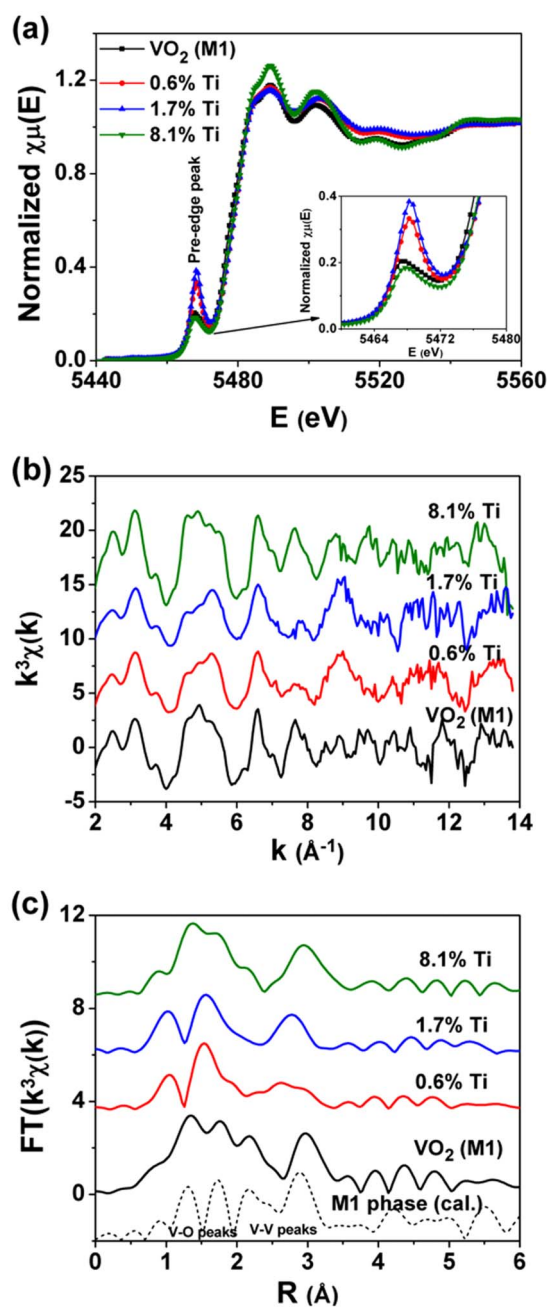 (a)
VO2 (M1)
0.6% Ti
1.7% Ti
8.1% Ti
Pre-edge peak
Normalized χμ(E)
1.2
0.8
0.4
0.0
5440 5480 5520 5560
E (eV)
Normalized χμ(E)
0.4
0.2
0.0
5464 5472 5480
E (eV)
(b)
k3χ(k)
25
20
15
10
5
0
-5
8.1% Ti
1.7% Ti
0.6% Ti
VO2 (M1)
2 4 6 8 10 12 14
k (Å-1)
(c)
FT(k3χ(k))
12
8
4
0
8.1% Ti
1.7% Ti
0.6% Ti
VO2 (M1)
M1 phase (cal.)
V-O peaks V-V peaks
0 1 2 3 4 5 6
R (Å)